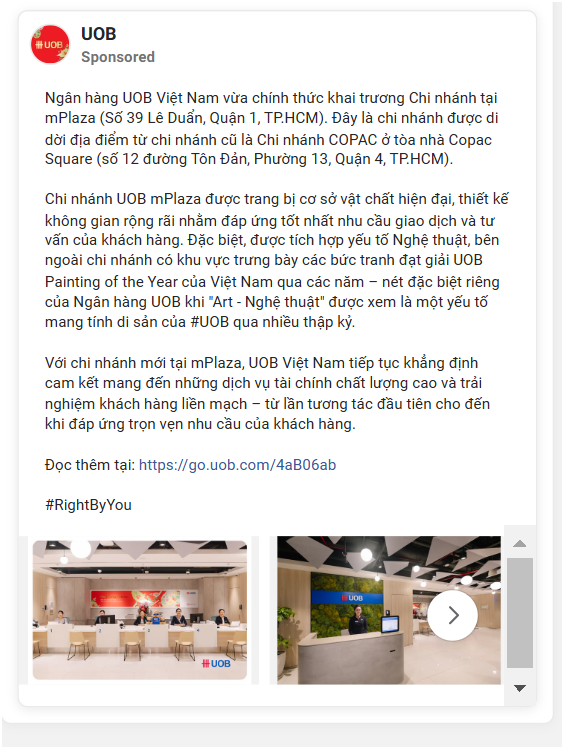 UOB
UOB
Sponsored
Ngân hàng UOB Việt Nam vừa chính thức khai trương Chi nhánh tại
mPlaza (Số 39 Lê Duẩn, Quận 1, TP.HCM). Đây là chi nhánh được di
dời địa điểm từ chi nhánh cũ là Chi nhánh COPAC ở tòa nhà Copac
Square (số 12 đường Tôn Đản, Phường 13, Quận 4, TP.HCM).
Chi nhánh UOB mPlaza được trang bị cơ sở vật chất hiện đại, thiết kế
không gian rộng rãi nhằm đáp ứng tốt nhất nhu cầu giao dịch và tư
vấn của khách hàng. Đặc biệt, được tích hợp yếu tố Nghệ thuật, bên
ngoài chi nhánh có khu vực trưng bày các bức tranh đạt giải UOB
Painting of the Year của Việt Nam qua các năm – nét đặc biệt riêng
của Ngân hàng UOB khi "Art - Nghệ thuật" được xem là một yếu tố
mang tính di sản của #UOB qua nhiều thập kỷ.
Với chi nhánh mới tại mPlaza, UOB Việt Nam tiếp tục khẳng định
cam kết mang đến những dịch vụ tài chính chất lượng cao và trải
nghiệm khách hàng liền mạch – từ lần tương tác đầu tiên cho đến
khi đáp ứng trọn vẹn nhu cầu của khách hàng.
Đọc thêm tại: https://go.uob.com/4aB06ab
#RightByYou
UOB
UOB